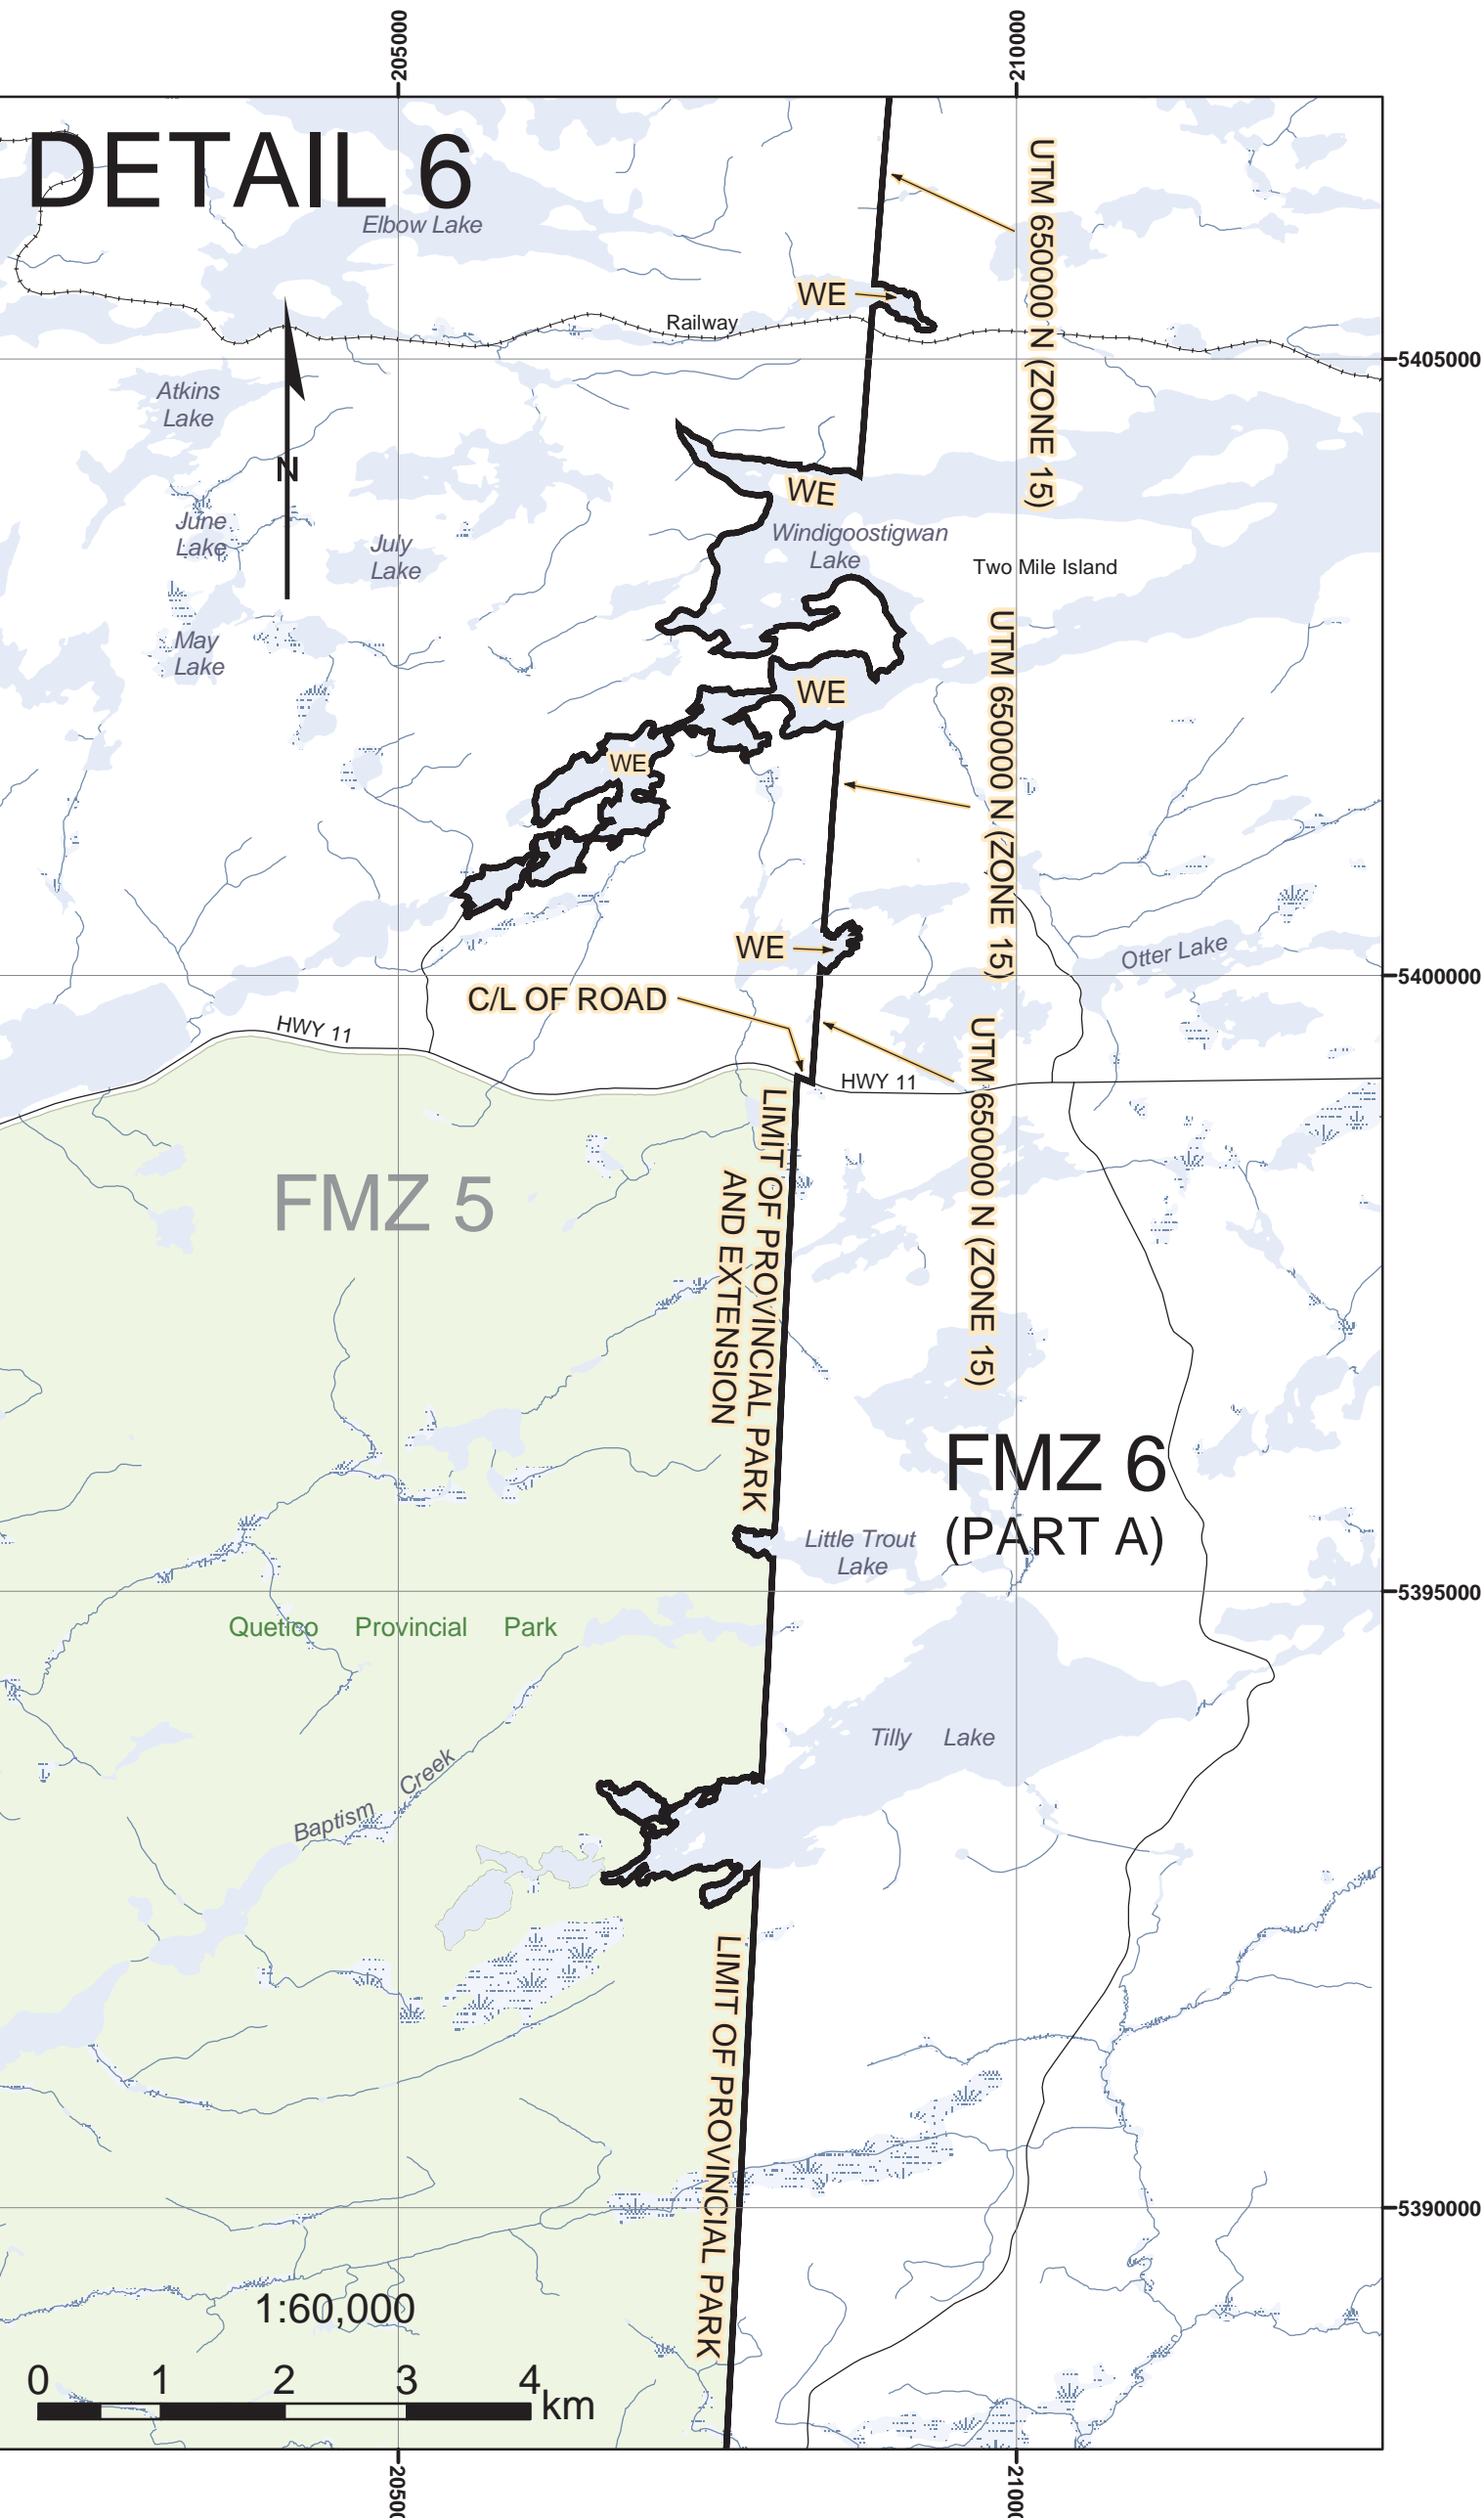 205000
210000
DETAIL 6
Elbow Lake
UTM 650000 N (ZONE 15)
WE
Railway
5405000
Atkins
Lake
N
WE
June
Lake
July
Lake
Windigoostigwan
Lake
Two Mile Island
May
Lake
UTM 650000 N (ZONE 15)
WE
WE
WE
Otter Lake
5400000
C/L OF ROAD
HWY 11
HWY 11
UTM 650000 N (ZONE 15)
LIMIT OF PROVINCIAL PARK
AND EXTENSION
FMZ 5
FMZ 6
(PART A)
Little Trout
Lake
5395000
Quetico Provincial Park
Tilly Lake
Baptism Creek
LIMIT OF PROVINCIAL PARK
5390000
1:60,000
0 1 2 3 4 km